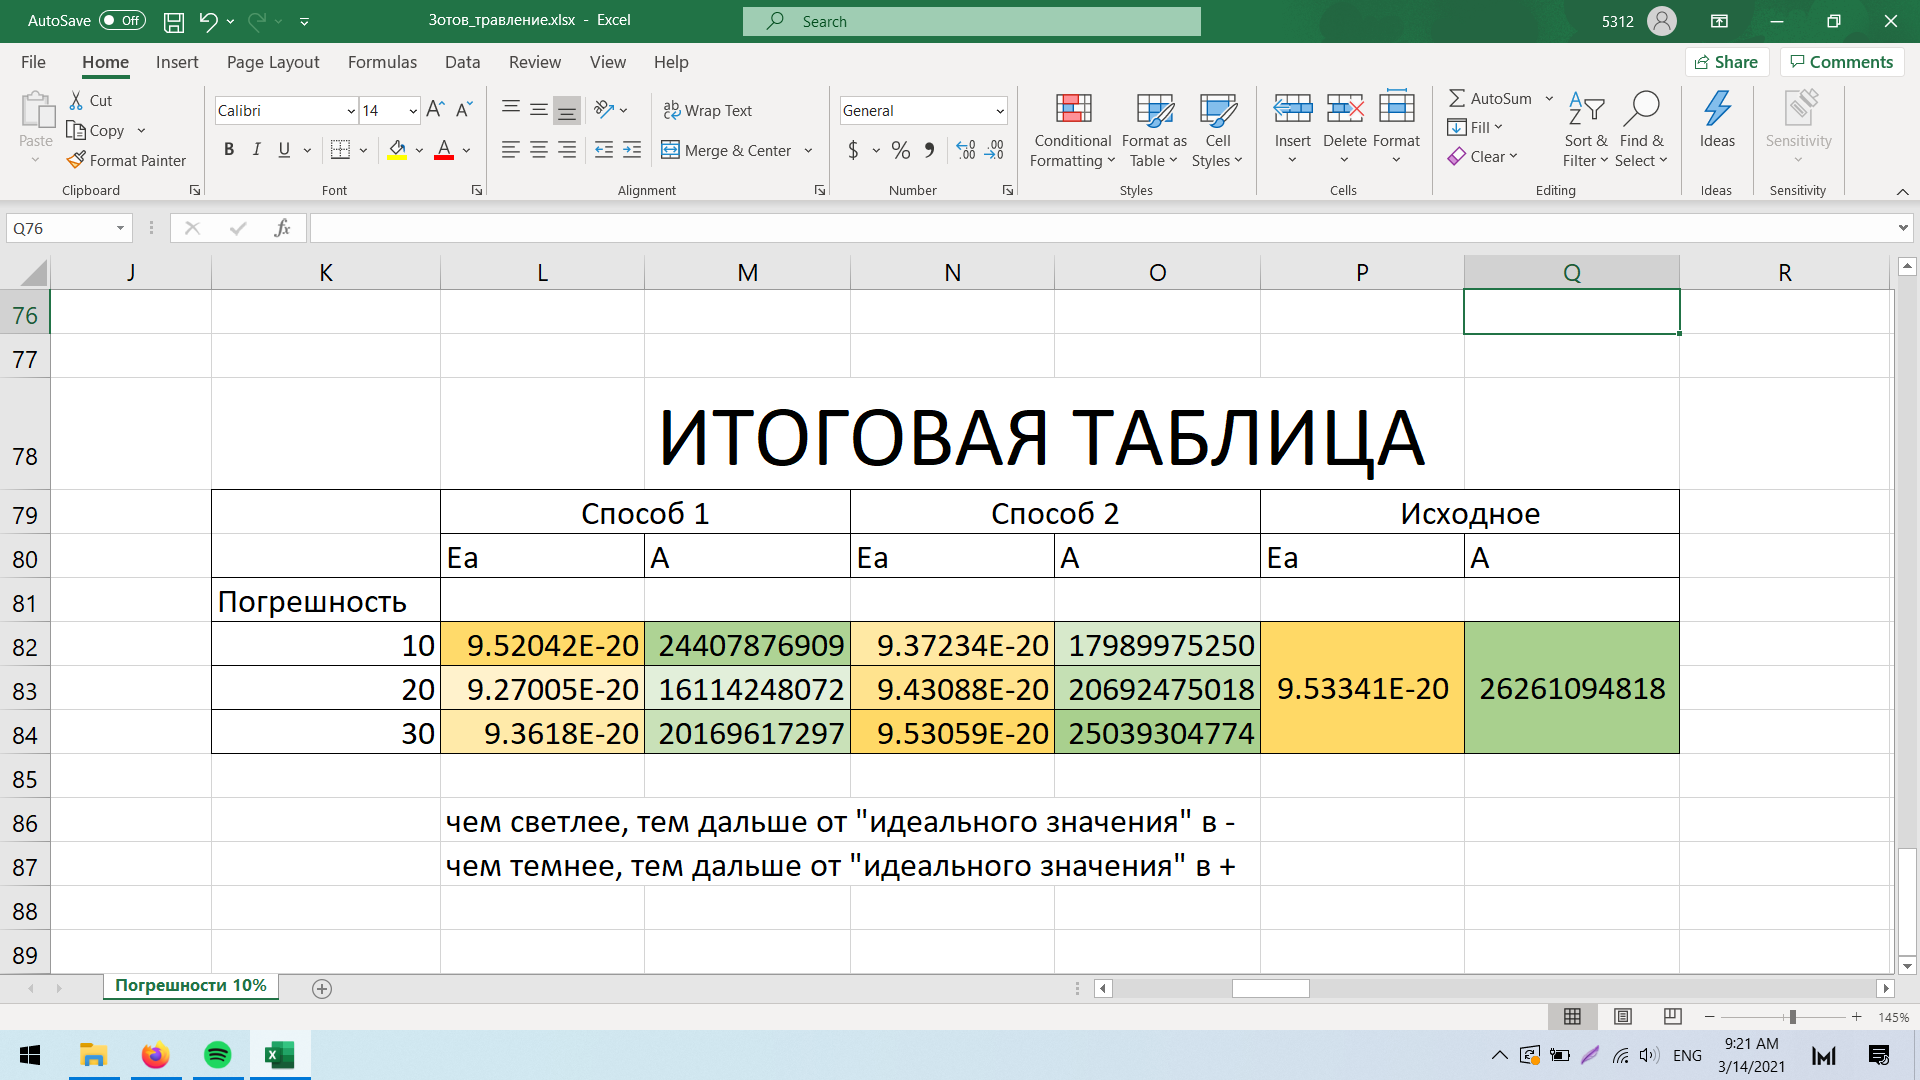 AutoSave Off Зотов_травление.xlsx - Excel Search 5312
File Home Insert Page Layout Formulas Data Review View Help Share Comments
Paste Cut Copy Format Painter Clipboard
Calibri 14 A A B I U A Font
ab Wrap Text Merge & Center Alignment
General $ % Number
Conditional Formatting Format as Table Cell Styles Styles
Insert Delete Format Cells
AutoSum Fill Clear Sort & Filter Find & Select Editing
Ideas Ideas
Sensitivity Sensitivity
Q76 fx
J K L M N O P Q R
76
77
78 ИТОГОВАЯ ТАБЛИЦА
79 Способ 1 Способ 2 Исходное
80 Ea A Ea A Ea A
81 Погрешность
82 10 9.52042E-20 24407876909 9.37234E-20 17989975250
83 20 9.27005E-20 16114248072 9.43088E-20 20692475018 9.53341E-20 26261094818
84 30 9.3618E-20 20169617297 9.53059E-20 25039304774
85
86 чем светлее, тем дальше от "идеального значения" в -
87 чем темнее, тем дальше от "идеального значения" в +
88
89
Погрешности 10%
145%
ENG 9:21 AM
3/14/2021